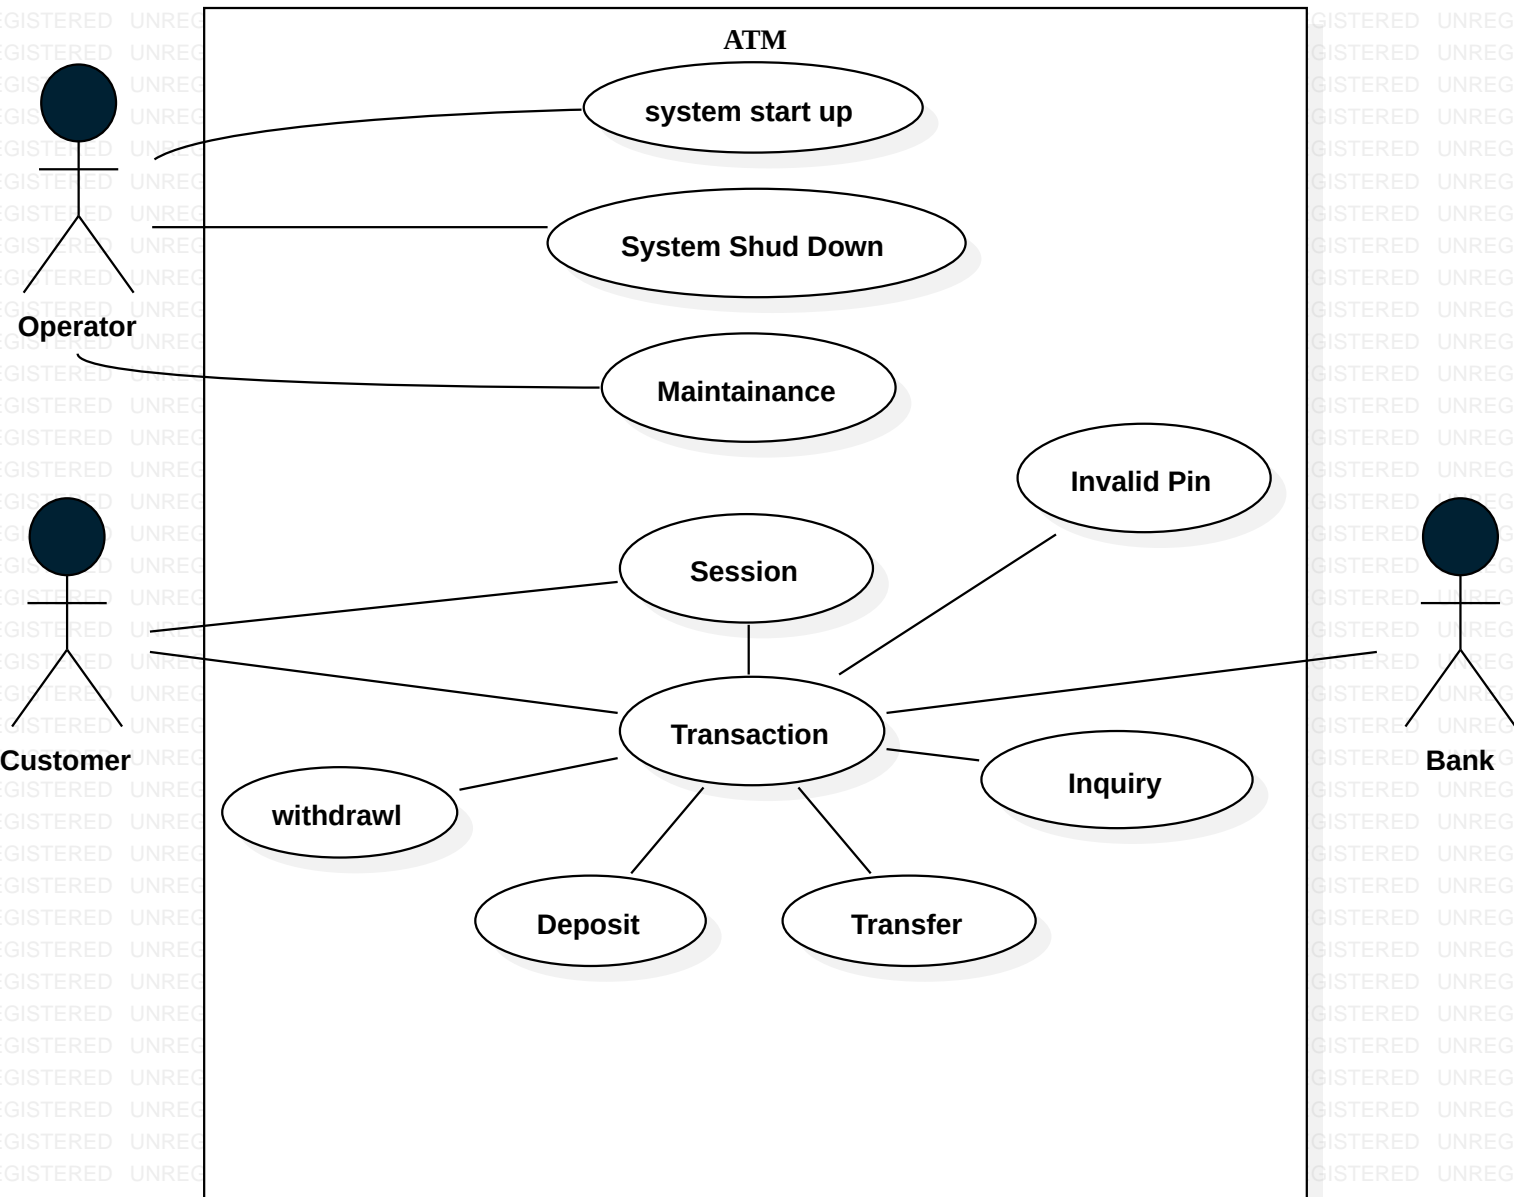 ATM
system start up
System Shud Down
Operator
Maintainance
Invalid Pin
Session
Transaction
Customer
Bank
Inquiry
withdrawl
Deposit
Transfer